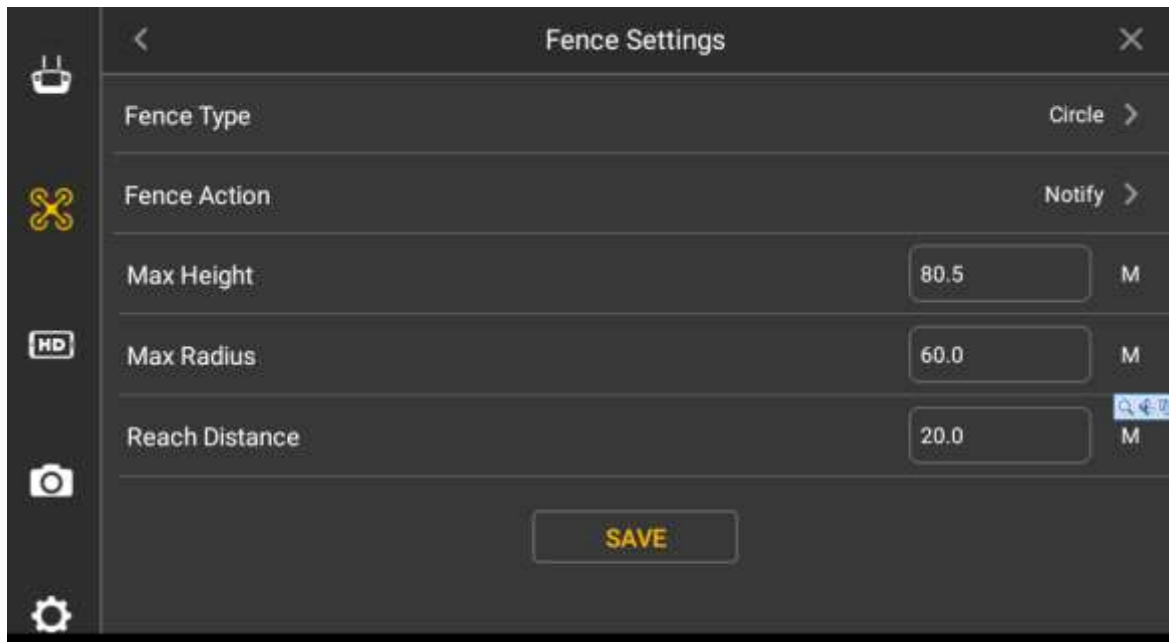 Fence Settings
Fence Type Circle
Fence Action Notify
Max Height 80.5 M
HD
Max Radius 60.0 M
Reach Distance 20.0 M
SAVE